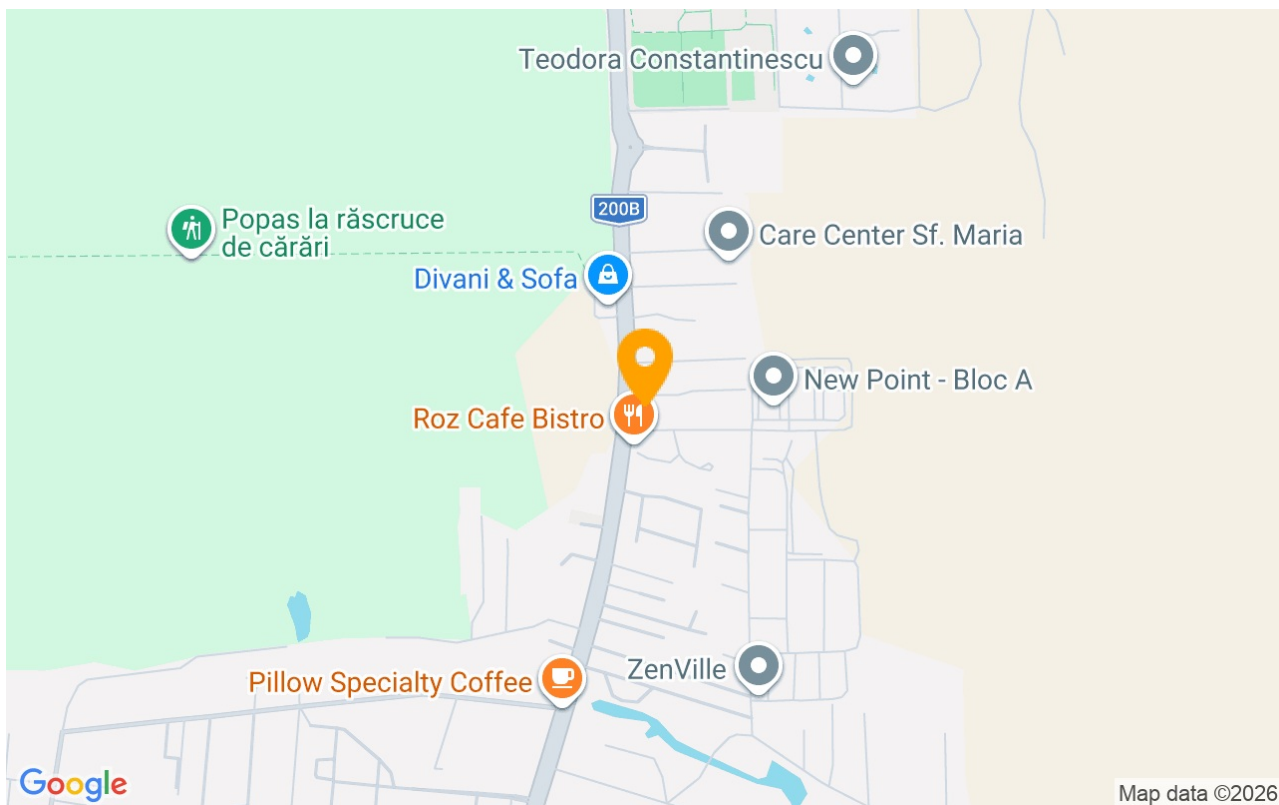 Teodora Constantinescu
200B
Popas la răscruce
de cărări
Care Center Sf. Maria
Divani & Sofa
New Point - Bloc A
Roz Cafe Bistro
ZenVille
Pillow Specialty Coffee
Google
Map data ©2026